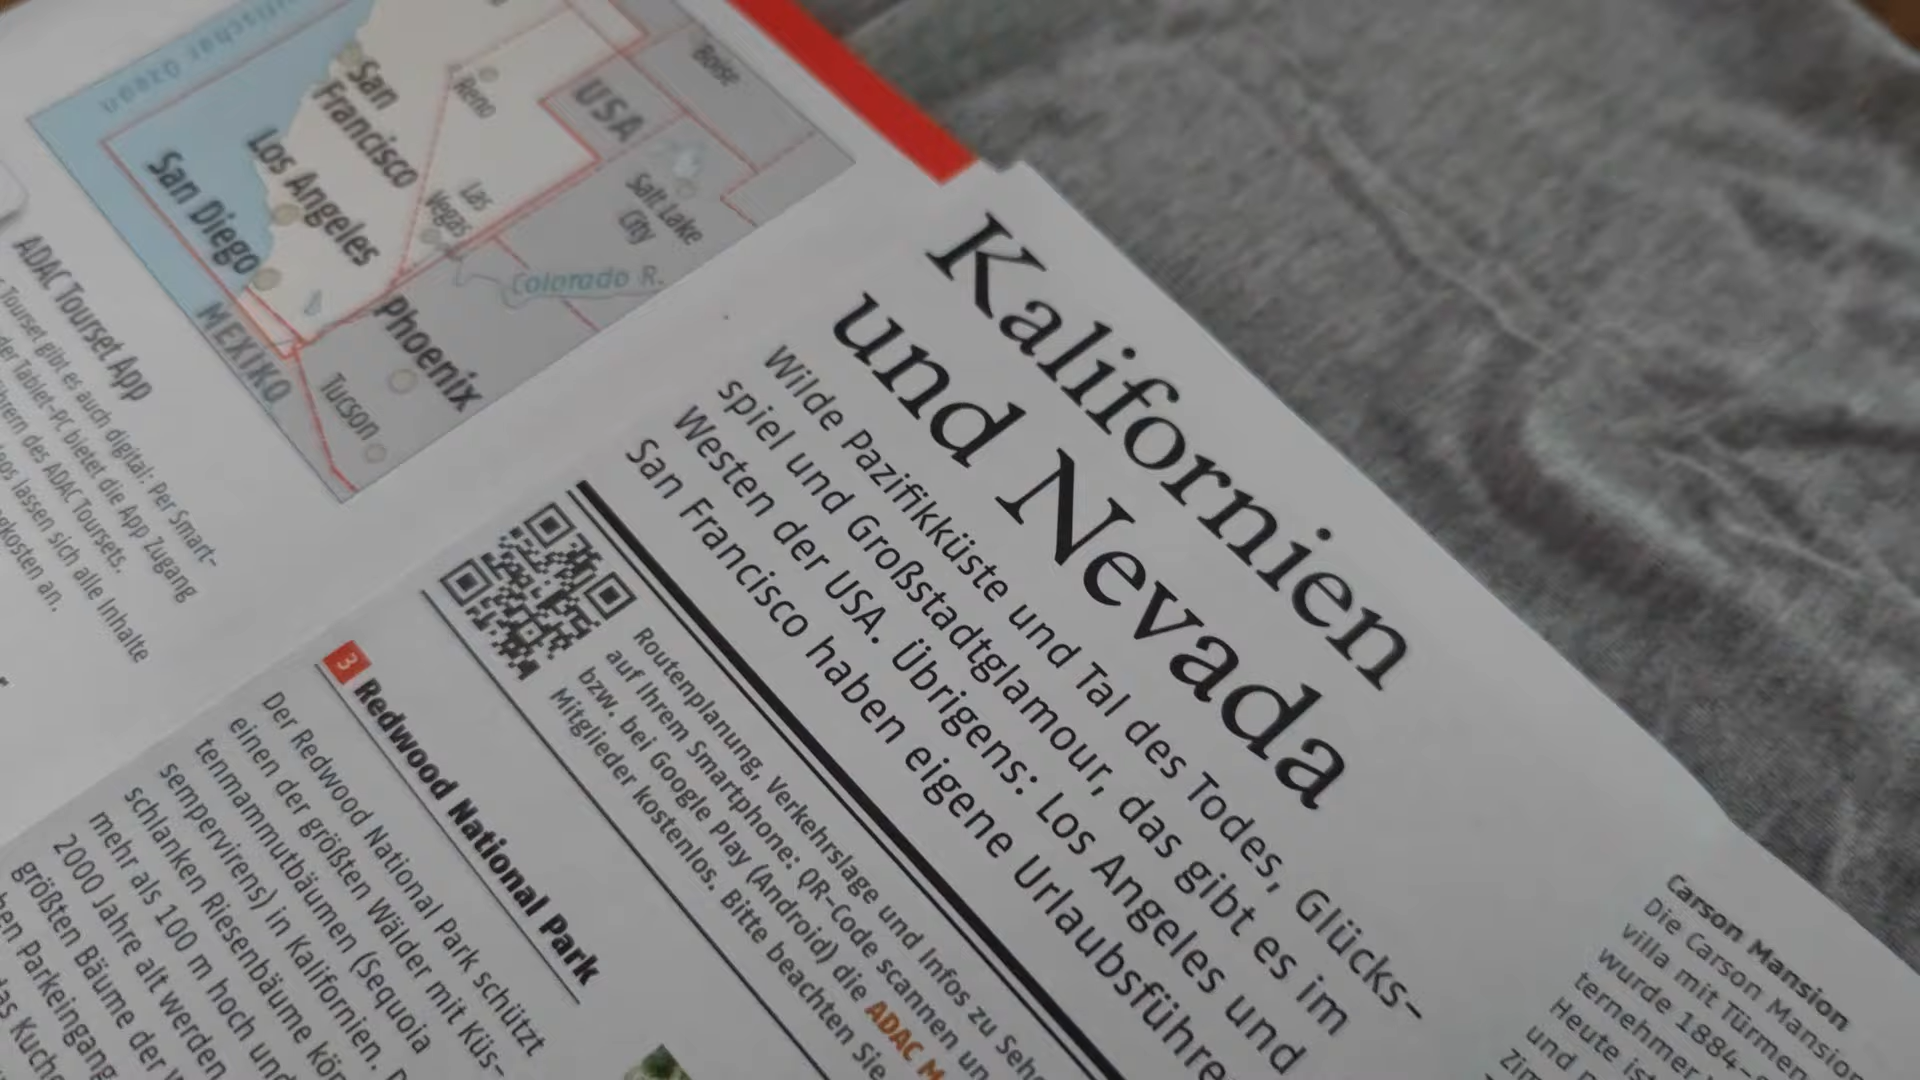 Kalifornien
und Nevada
Wilde Pazifikküste und Tal des Todes, Glücks-
spiel und Großstadtglamour, das gibt es im
Westen der USA. Übrigens: Los Angeles und
San Francisco haben eigene
Routenplanung, Verkehrslage und Infos zu
auf Ihrem Smartphone: QR-Code scannen
bzw. bei Google Play (Android) die ADAC
Mitglieder kostenlos. Bitte beachten Sie
3 Redwood National Park
Der Redwood National Park schützt
einen der größten Wälder mit Küs-
tenmammutbäumen (Sequoia
sempervirens) in Kalifornien.
schlanken Riesenbäume
mehr als 100 m hoch und
2000 Jahre alt werden
größten Bäume der
Carson Mansion
Die Carson Mansion
villa mit Türmen
wurde
ternehmer
Heute ist
und
San
Francisco
Los Angeles
San Diego
Reno
Las
Vegas
USA
Boise
Salt Lake
City
Colorado R.
Phoenix
MEXIKO
Tucson
ADAC Tourset App
Tourset gibt es auch digital: Per Smart-
der Tablet-PC bietet die App Zugang
des ADAC Toursets.
lassen sich alle Inhalte
an.